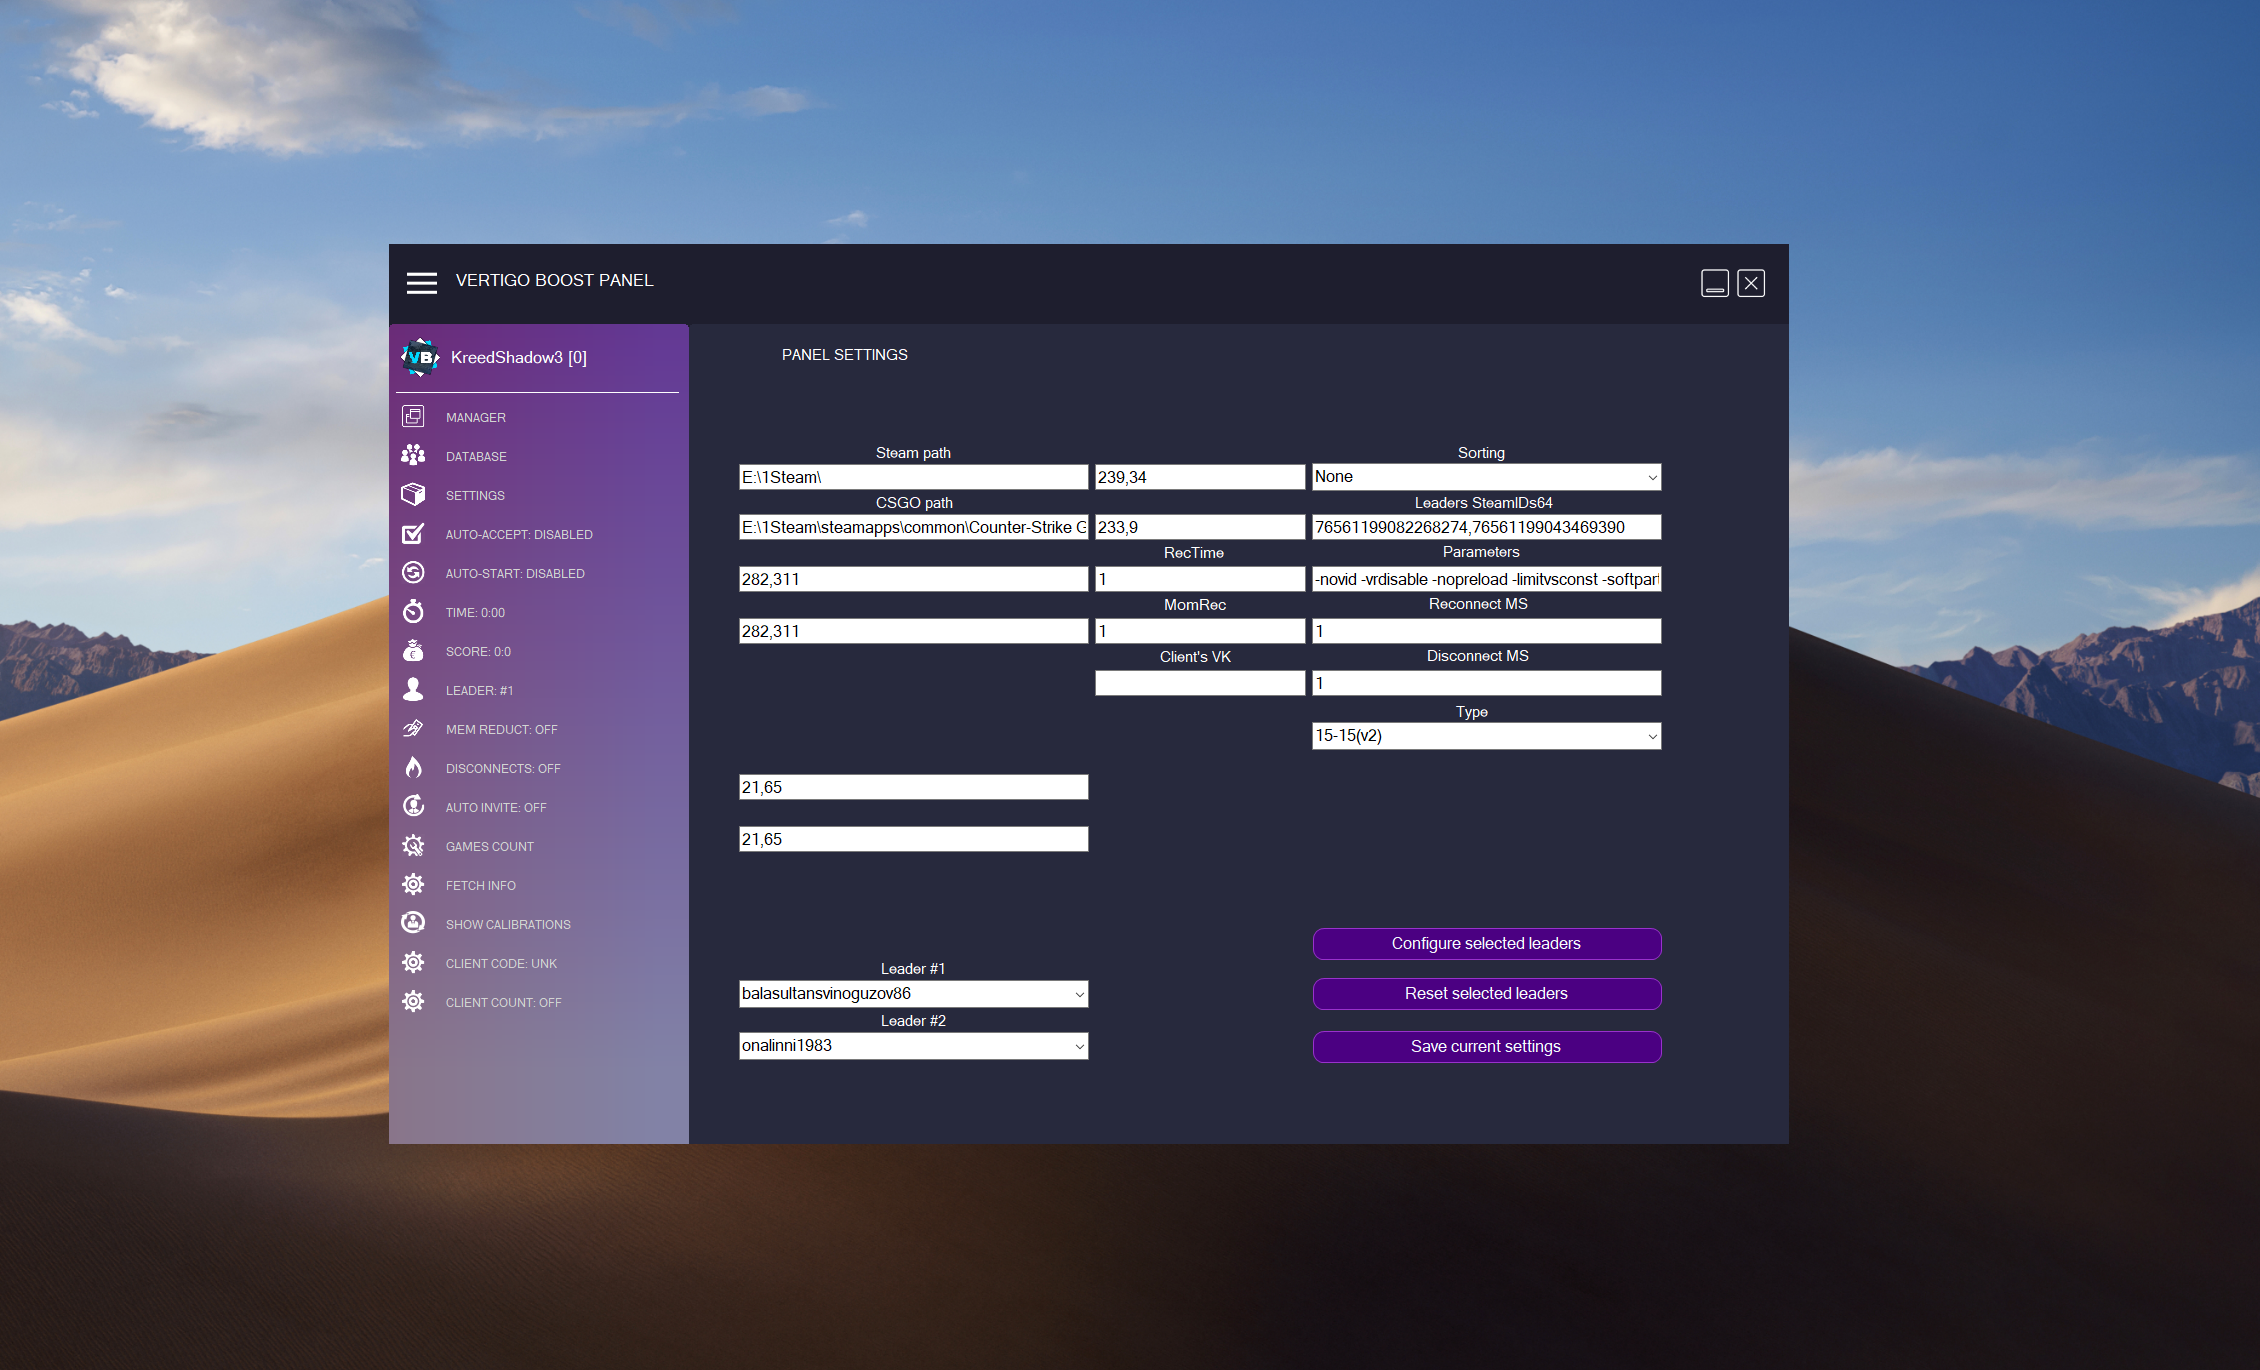 VERTIGO BOOST PANEL
VB
KreedShadow3 [0]
MANAGER
DATABASE
SETTINGS
AUTO-ACCEPT: DISABLED
AUTO-START: DISABLED
TIME: 0:00
SCORE: 0:0
LEADER: #1
MEM REDUCT: OFF
DISCONNECTS: OFF
AUTO INVITE: OFF
GAMES COUNT
FETCH INFO
SHOW CALIBRATIONS
CLIENT CODE: UNK
CLIENT COUNT: OFF
PANEL SETTINGS
Steam path
Sorting
E:\1Steam\
239,34
None
CSGO path
Leaders SteamIDs64
E:\1Steam\steamapps\common\Counter-Strike G
233,9
76561199082268274,76561199043469390
RecTime
Parameters
282,311
1
-novid -vrdisable -nopreload -limitvsconst -softpart
MomRec
Reconnect MS
282,311
1
1
Client's VK
Disconnect MS
1
Type
15-15(v2)
21,65
21,65
Configure selected leaders
Leader #1
balasultansvinoguzov86
Reset selected leaders
Leader #2
onalinni1983
Save current settings